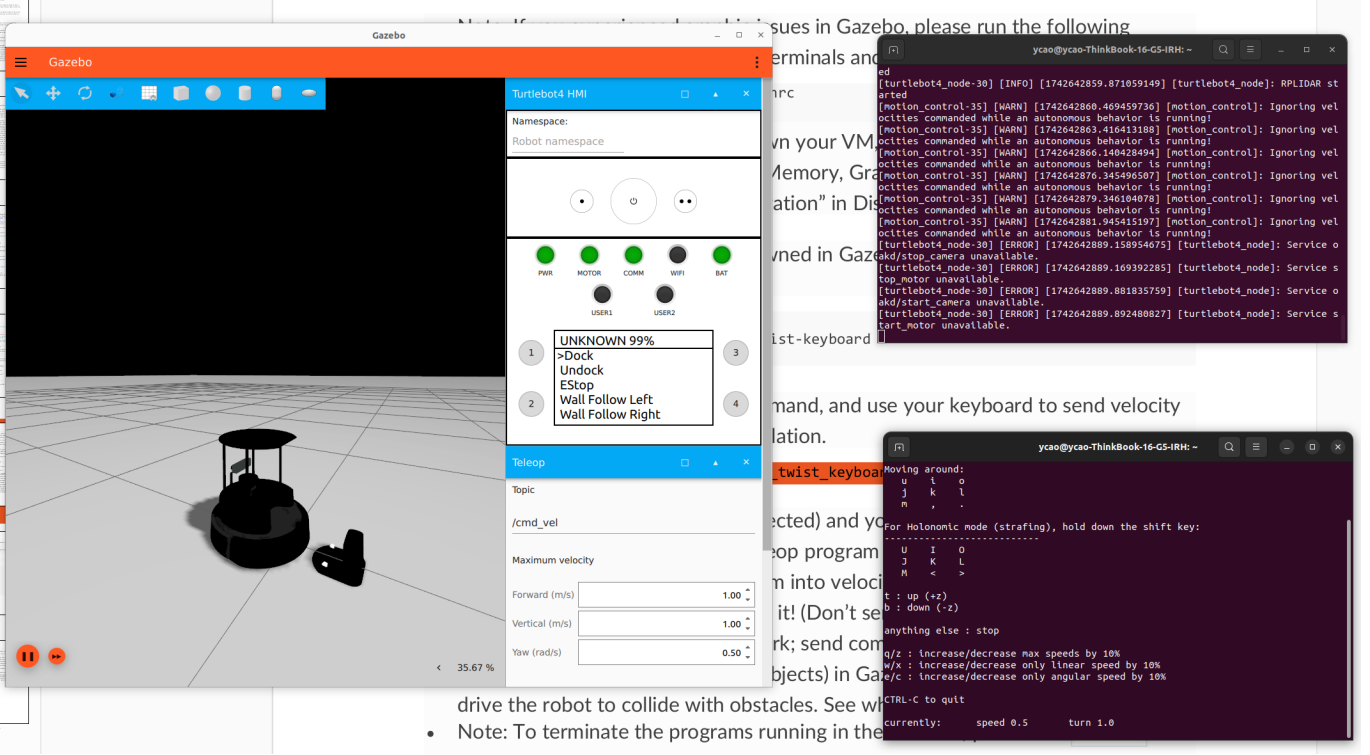 Note: If you experienced graphic issues in Gazebo, please run the following
erminals and
nrc
wn your VM,
Memory, Gra
ation” in Dis
wned in Gaze
ist-keyboard
mand, and use your keyboard to send velocity
lation.
_twist_keyboar
ected) and yo
eop program
m into veloci
it! (Don’t se
rk; send com
bjects) in Gaz
drive the robot to collide with obstacles. See wh
Note: To terminate the programs running in the
Gazebo
Gazebo
Turtlebot4 HMI
Namespace:
Robot namespace
PWR MOTOR COMM WIFI BAT
USER1 USER2
1
2
3
4
UNKNOWN 99%
>Dock
Undock
EStop
Wall Follow Left
Wall Follow Right
Teleop
Topic
/cmd_vel
Maximum velocity
Forward (m/s) 1.00
Vertical (m/s) 1.00
Yaw (rad/s) 0.50
< 35.67 %
ycao@ycao-ThinkBook-16-G5-IRH: ~
ed
[turtlebot4_node-30] [INFO] [1742642859.871059149] [turtlebot4_node]: RPLIDAR st
arted
[motion_control-35] [WARN] [1742642860.469459736] [motion_control]: Ignoring vel
ocities commanded while an autonomous behavior is running!
[motion_control-35] [WARN] [1742642863.416413188] [motion_control]: Ignoring vel
ocities commanded while an autonomous behavior is running!
[motion_control-35] [WARN] [1742642866.140428494] [motion_control]: Ignoring vel
ocities commanded while an autonomous behavior is running!
[motion_control-35] [WARN] [1742642876.345496507] [motion_control]: Ignoring vel
ocities commanded while an autonomous behavior is running!
[motion_control-35] [WARN] [1742642879.346104078] [motion_control]: Ignoring vel
ocities commanded while an autonomous behavior is running!
[motion_control-35] [WARN] [1742642881.945415197] [motion_control]: Ignoring vel
ocities commanded while an autonomous behavior is running!
[turtlebot4_node-30] [ERROR] [1742642889.158954675] [turtlebot4_node]: Service o
akd/stop_camera unavailable.
[turtlebot4_node-30] [ERROR] [1742642889.169392285] [turtlebot4_node]: Service s
top_motor unavailable.
[turtlebot4_node-30] [ERROR] [1742642889.881835759] [turtlebot4_node]: Service o
akd/start_camera unavailable.
[turtlebot4_node-30] [ERROR] [1742642889.892480827] [turtlebot4_node]: Service s
tart_motor unavailable.
ycao@ycao-ThinkBook-16-G5-IRH: ~
Moving around:
u i o
j k l
m , .
For Holonomic mode (strafing), hold down the shift key:
---------------------------
U I O
J K L
M < >
t : up (+z)
b : down (-z)
anything else : stop
q/z : increase/decrease max speeds by 10%
w/x : increase/decrease only linear speed by 10%
e/c : increase/decrease only angular speed by 10%
CTRL-C to quit
currently: speed 0.5 turn 1.0